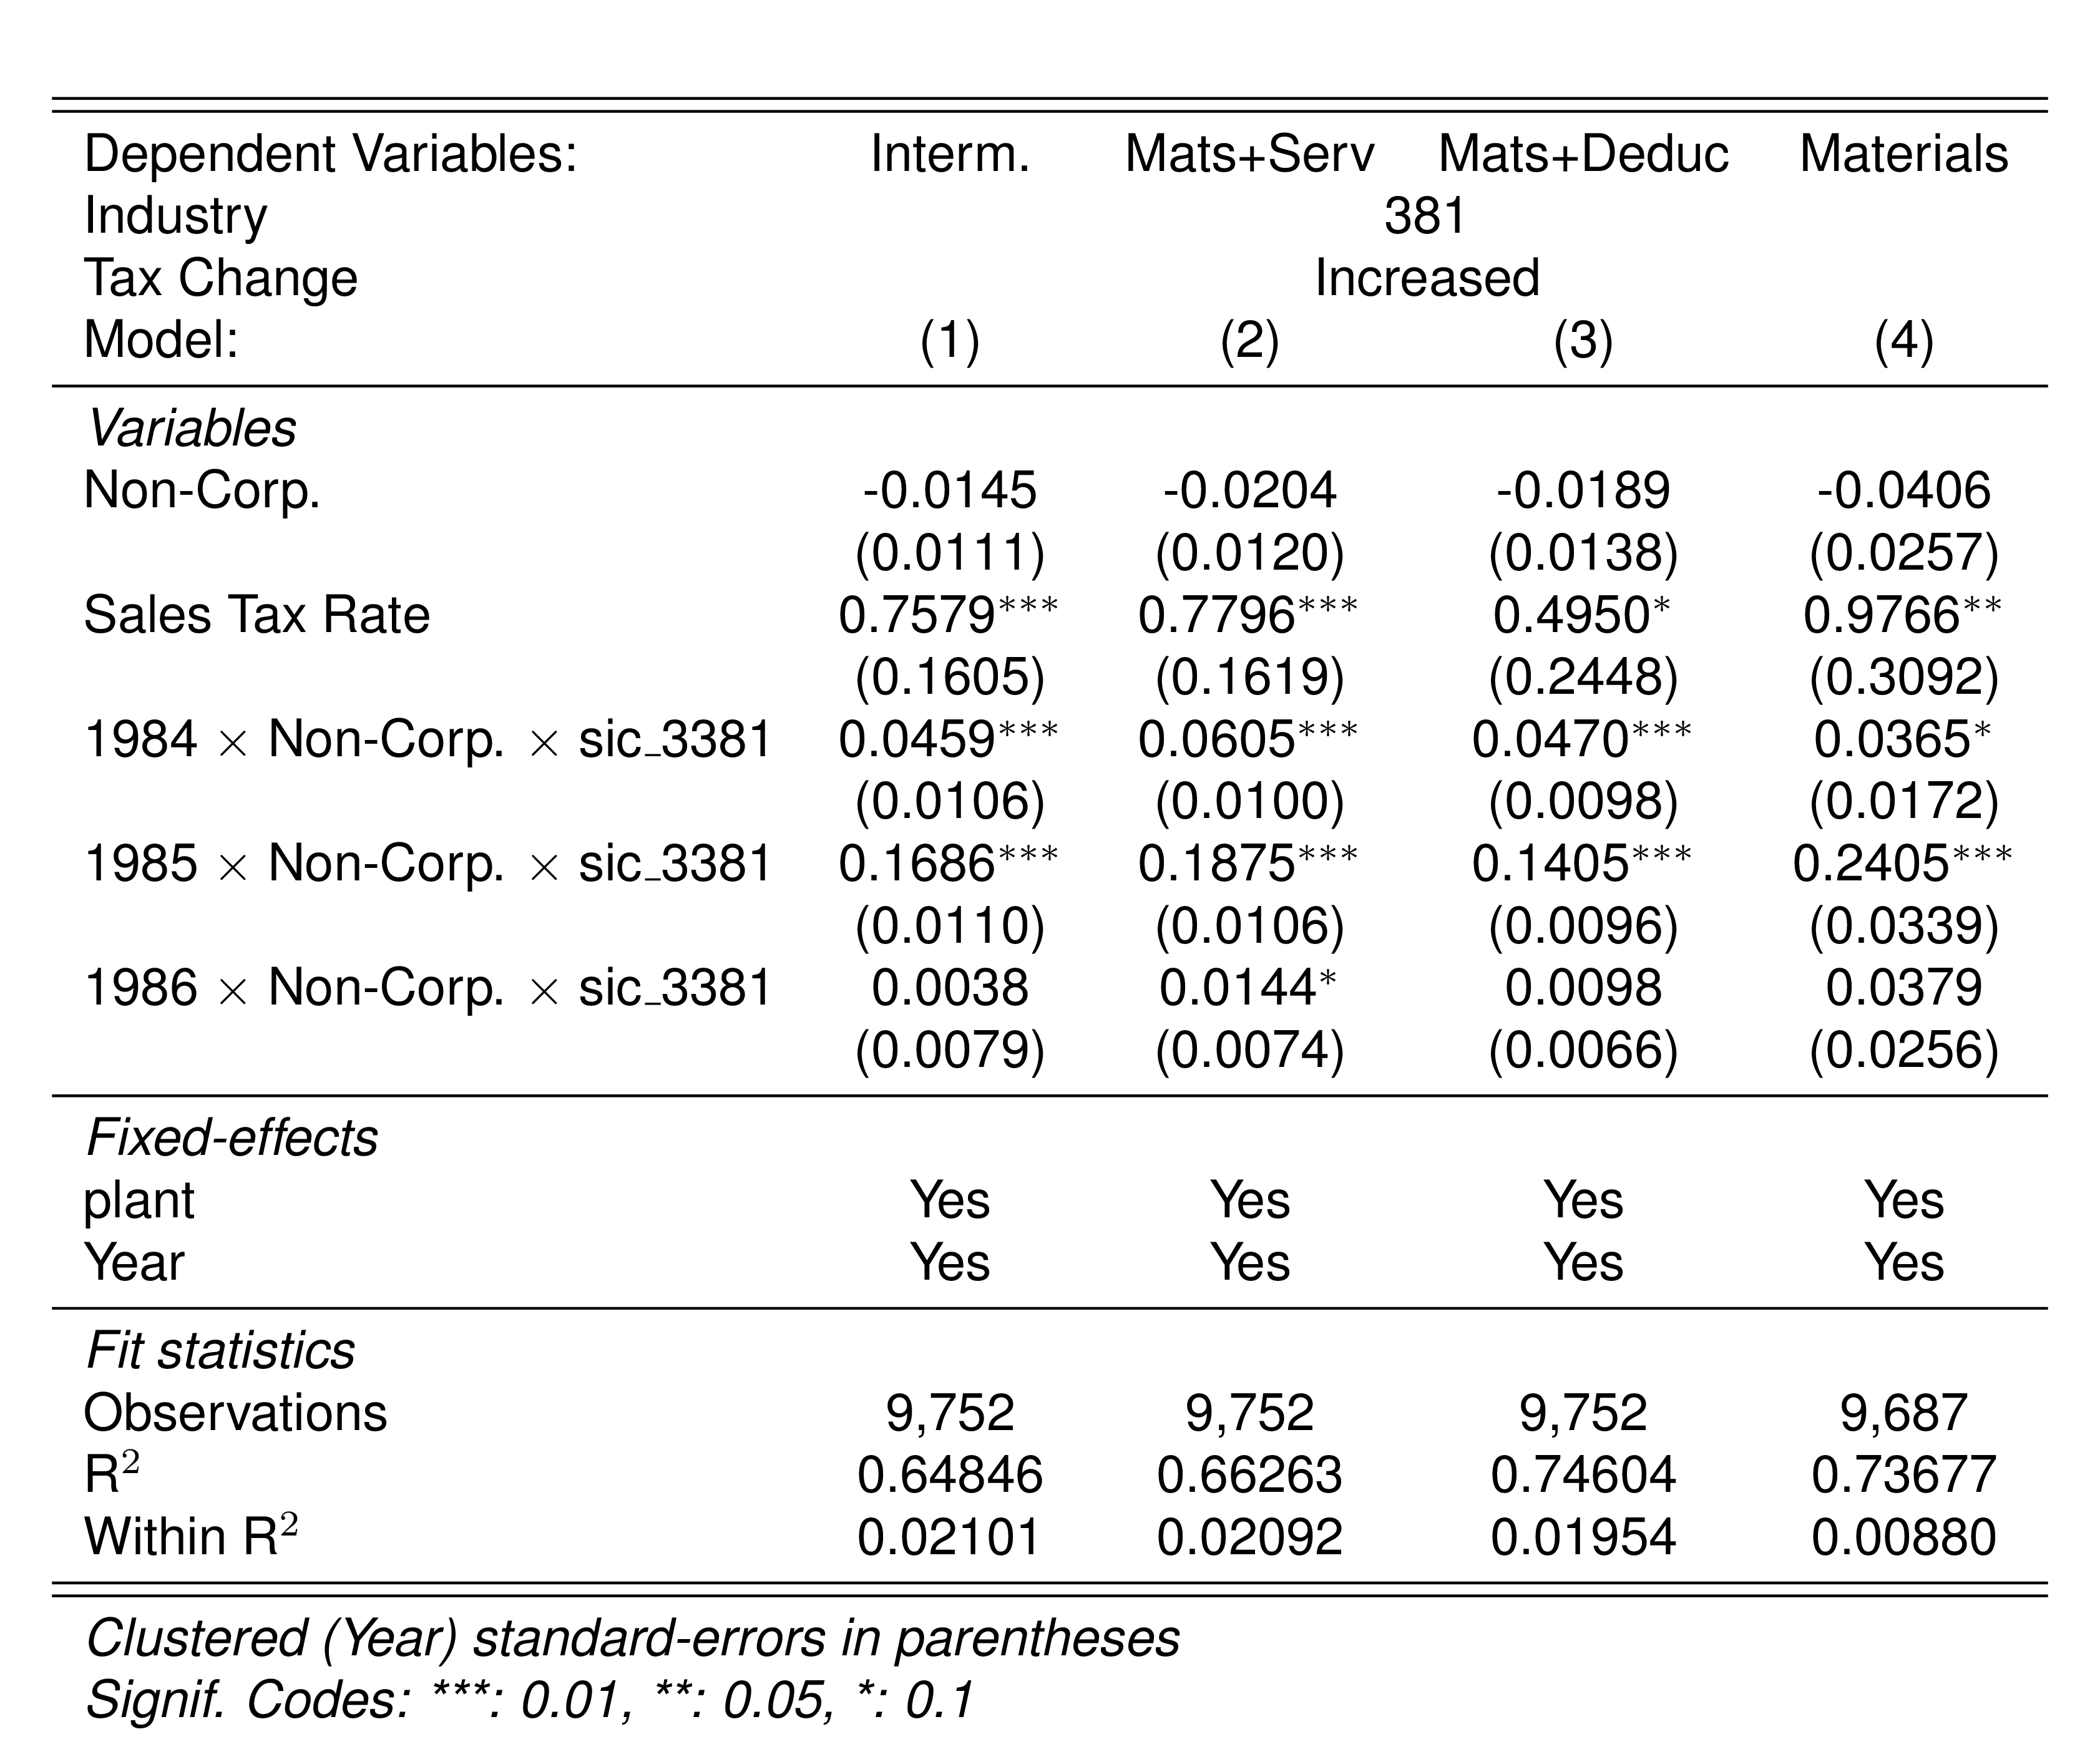 Dependent Variables: Interm. Mats+Serv Mats+Deduc Materials
Industry 381
Tax Change Increased
Model: (1) (2) (3) (4)
Variables
Non-Corp. -0.0145 -0.0204 -0.0189 -0.0406
(0.0111) (0.0120) (0.0138) (0.0257)
Sales Tax Rate 0.7579*** 0.7796*** 0.4950* 0.9766**
(0.1605) (0.1619) (0.2448) (0.3092)
1984 × Non-Corp. × sic_3381 0.0459*** 0.0605*** 0.0470*** 0.0365*
(0.0106) (0.0100) (0.0098) (0.0172)
1985 × Non-Corp. × sic_3381 0.1686*** 0.1875*** 0.1405*** 0.2405***
(0.0110) (0.0106) (0.0096) (0.0339)
1986 × Non-Corp. × sic_3381 0.0038 0.0144* 0.0098 0.0379
(0.0079) (0.0074) (0.0066) (0.0256)
Fixed-effects
plant Yes Yes Yes Yes
Year Yes Yes Yes Yes
Fit statistics
Observations 9,752 9,752 9,752 9,687
R² 0.64846 0.66263 0.74604 0.73677
Within R² 0.02101 0.02092 0.01954 0.00880
Clustered (Year) standard-errors in parentheses
Signif. Codes: ***: 0.01, **: 0.05, *: 0.1